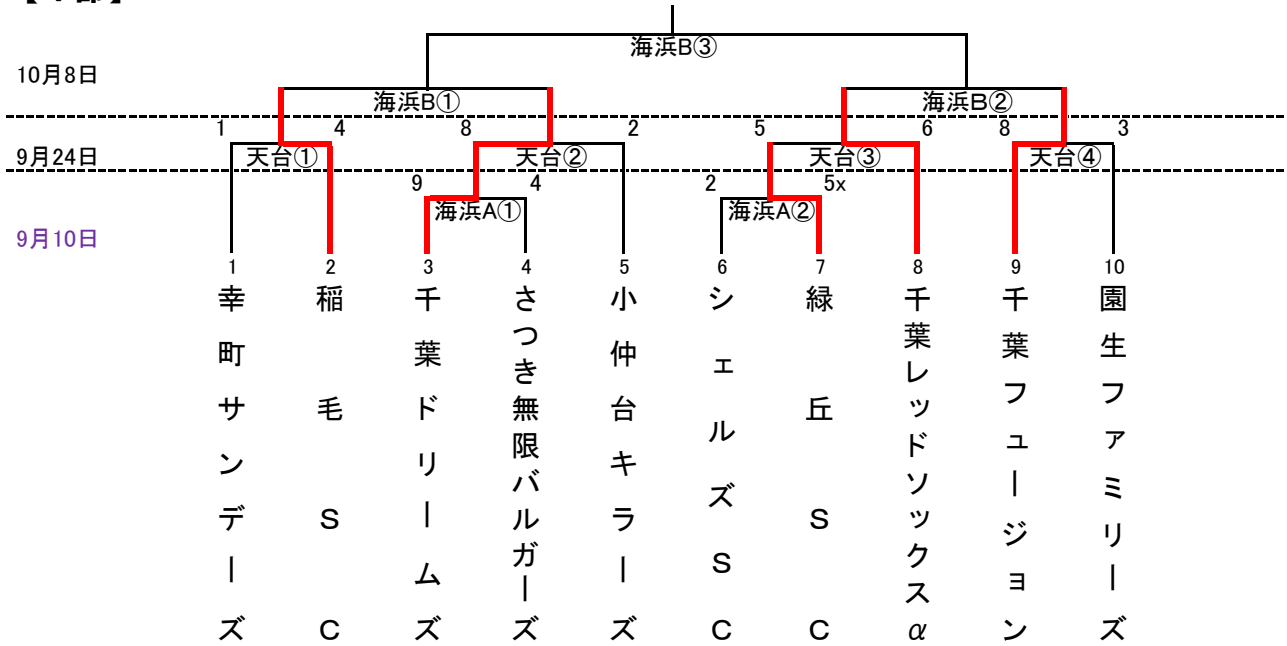 海浜B③
10月8日
海浜B① 海浜B②
1 4 8 2 5 6 8 3
9月24日 天台① 天台② 天台③ 天台④
9 4 2 5x
海浜A① 海浜A②
9月10日
1 2 3 4 5 6 7 8 9 10
幸町サンデーズ
稲毛SC
千葉ドリームズ
さつき無限バルガーズ
小仲台キラーズ
シェルズSC
緑丘SC
千葉レッドソックスα
千葉フュージョン
園生ファミリーズ